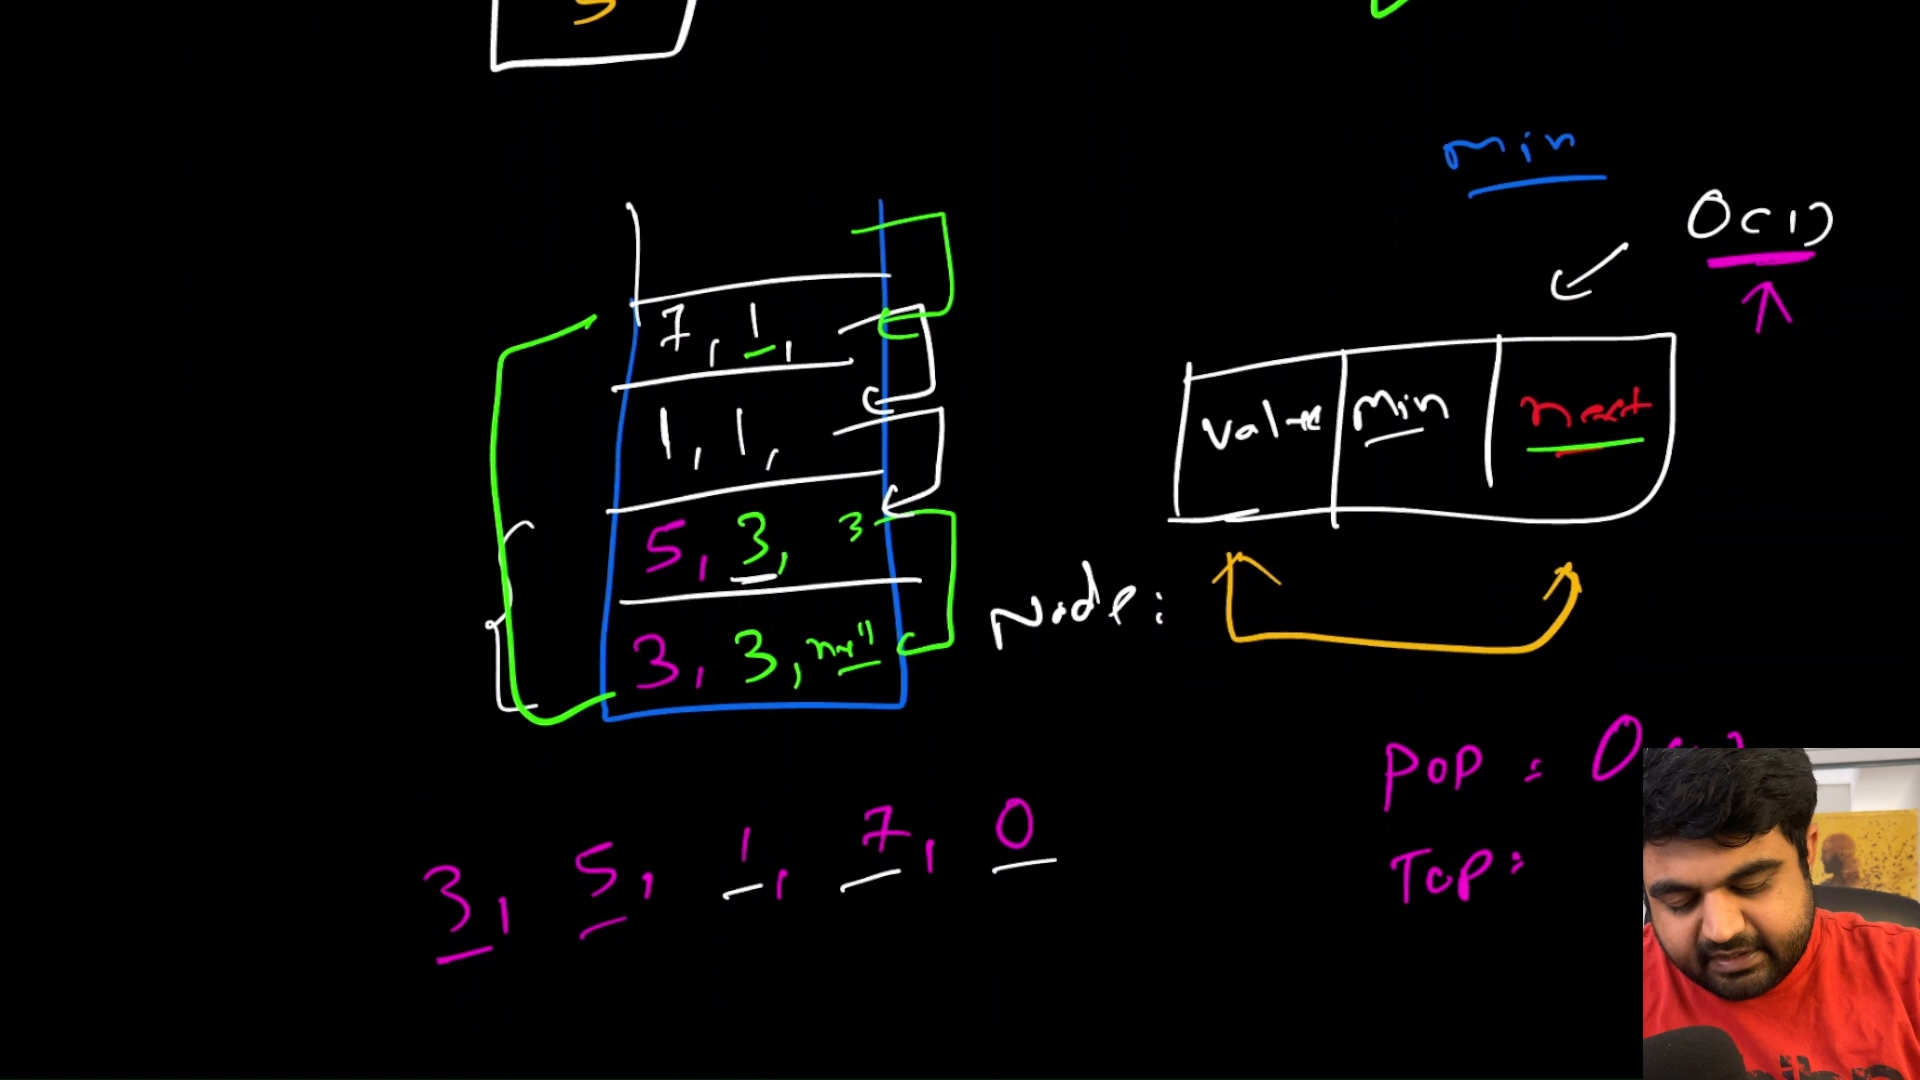 min
O(1)
7, 1,
1, 1,
value min next
5, 3, 3
Node:
3, 3, null
pop = O
Top:
3, 5, 1, 7, 0